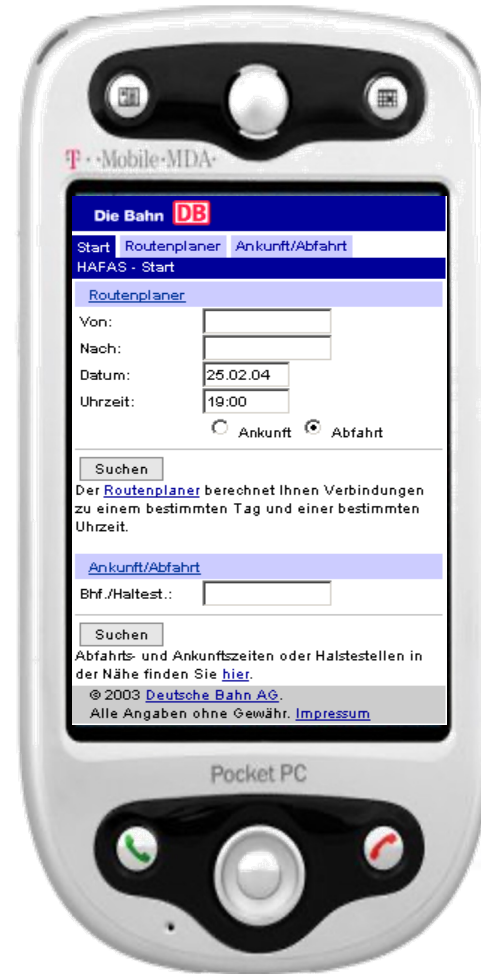 T··Mobile·MDA·
Die Bahn DB
Start Routenplaner Ankunft/Abfahrt
HAFAS - Start
Routenplaner
Von:
Nach:
Datum: 25.02.04
Uhrzeit: 19:00
Ankunft Abfahrt
Suchen
Der Routenplaner berechnet Ihnen Verbindungen
zu einem bestimmten Tag und einer bestimmten
Uhrzeit.
Ankunft/Abfahrt
Bhf./Haltest.:
Suchen
Abfahrts- und Ankunftszeiten oder Halstestellen in
der Nähe finden Sie hier.
© 2003 Deutsche Bahn AG.
Alle Angaben ohne Gewähr. Impressum
Pocket PC